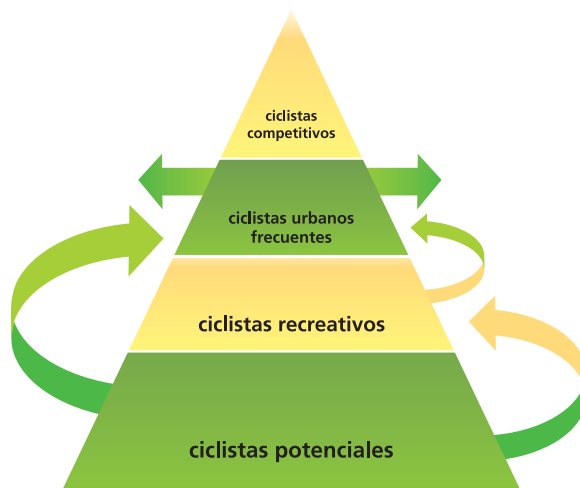 ciclistas
competitivos
ciclistas urbanos
frecuentes
ciclistas recreativos
ciclistas potenciales